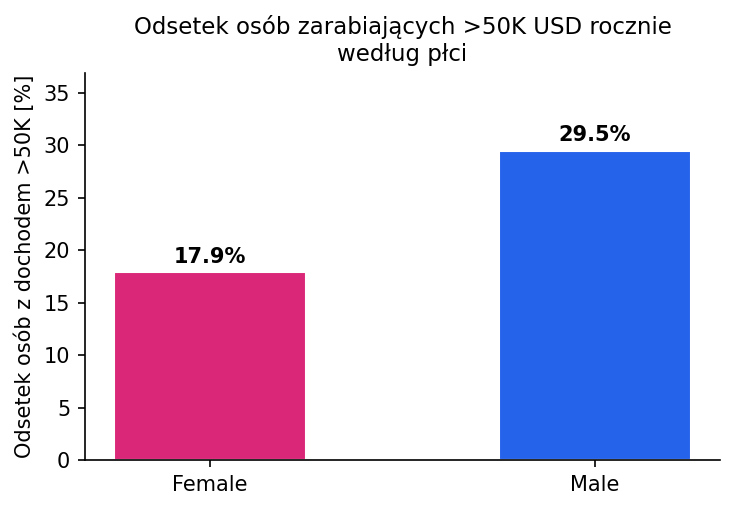 Odsetek osób zarabiających >50K USD rocznie
według płci
Odsetek osób z dochodem >50K [%]
35
30
25
20
15
10
5
0
17.9%
29.5%
Female
Male